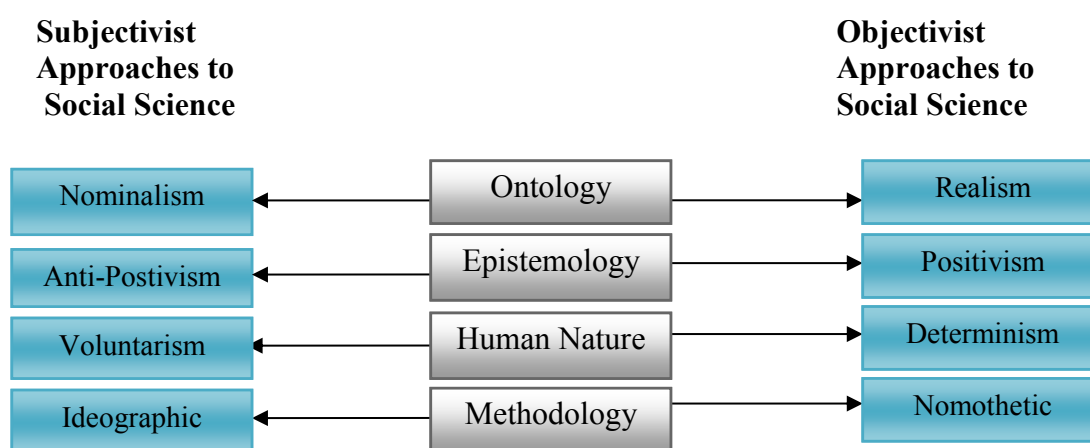 Subjectivist
Approaches to
Social Science
Objectivist
Approaches to
Social Science
Nominalism
Ontology
Realism
Anti-Postivism
Epistemology
Positivism
Voluntarism
Human Nature
Determinism
Ideographic
Methodology
Nomothetic